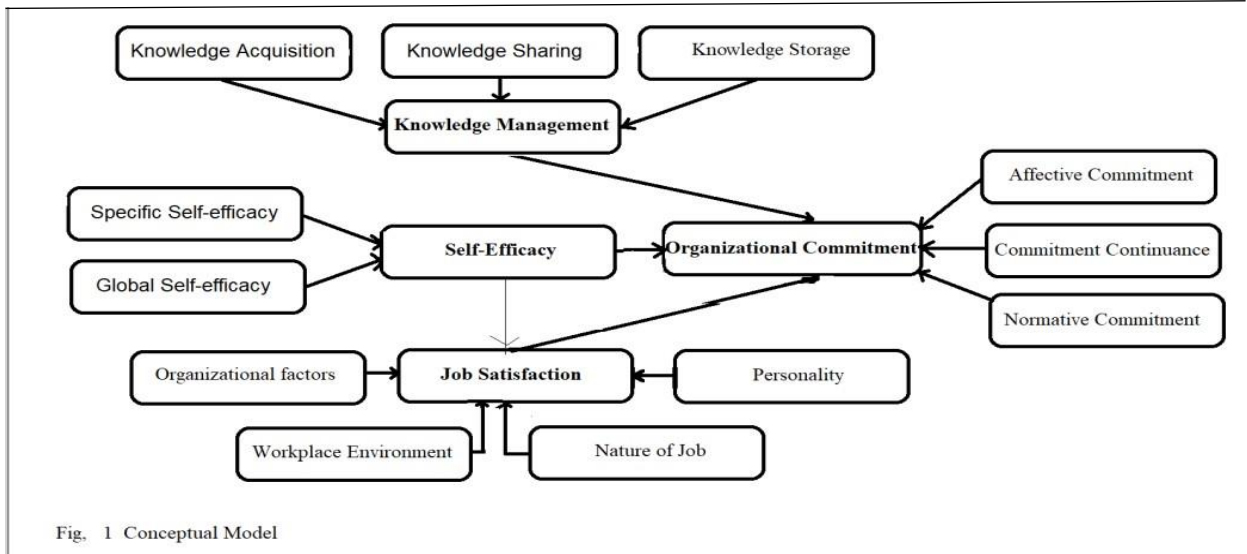 Knowledge Acquisition
Knowledge Sharing
Knowledge Storage
Knowledge Management
Affective Commitment
Specific Self-efficacy
Self-Efficacy
Organizational Commitment
Commitment Continuance
Global Self-efficacy
Normative Commitment
Organizational factors
Job Satisfaction
Personality
Workplace Environment
Nature of Job
Fig, 1 Conceptual Model